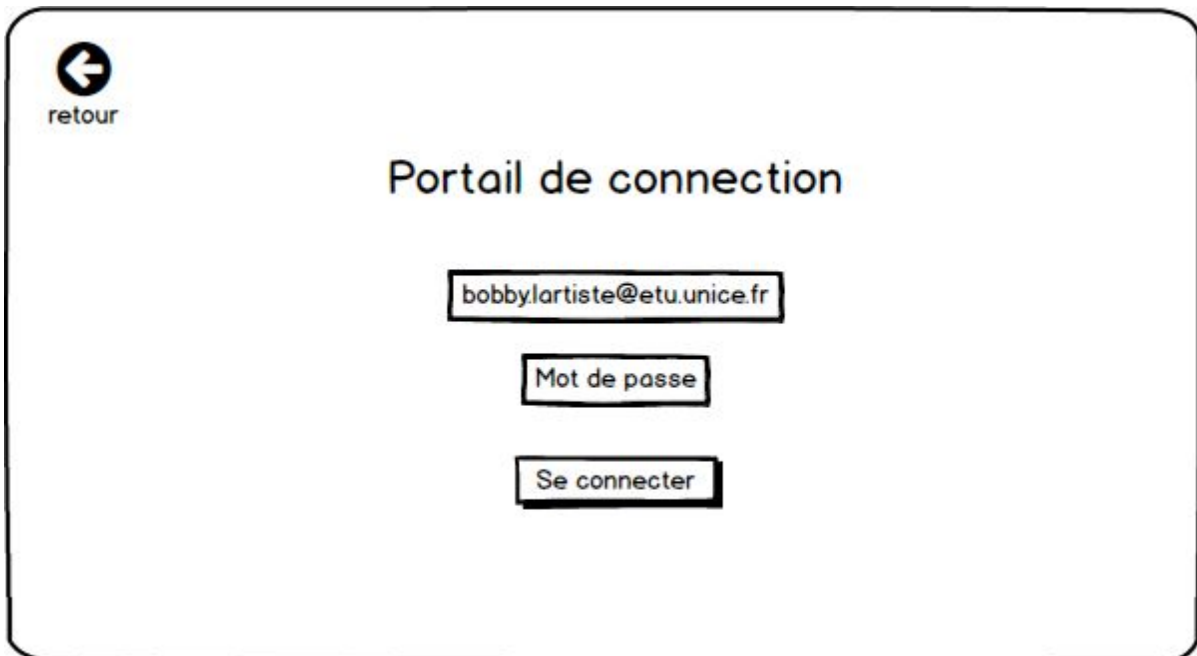 retour
Portail de connection
bobby.lartiste@etu.unice.fr
Mot de passe
Se connecter